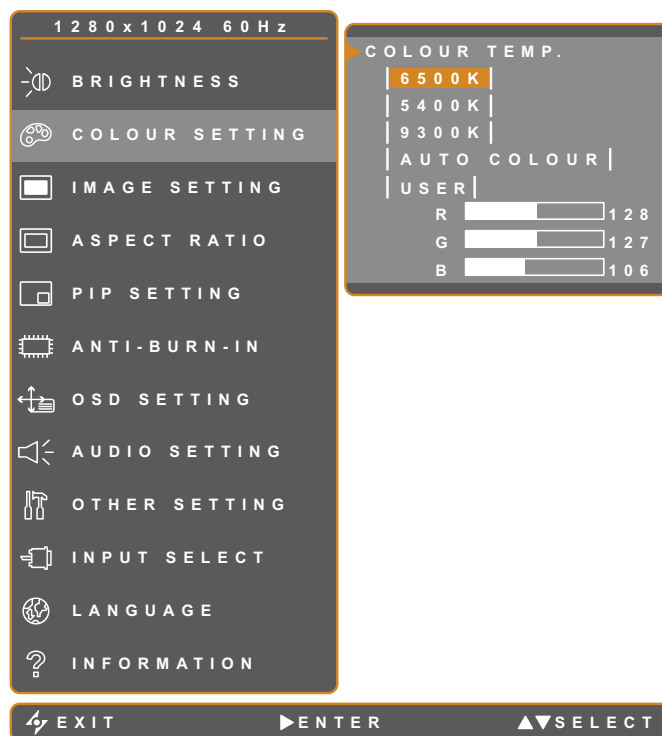 1280x1024 60Hz
BRIGHTNESS
COLOUR SETTING
IMAGE SETTING
ASPECT RATIO
PIP SETTING
ANTI-BURN-IN
OSD SETTING
AUDIO SETTING
OTHER SETTING
INPUT SELECT
LANGUAGE
INFORMATION
COLOUR TEMP.
6500K
5400K
9300K
AUTO COLOUR
USER
R 128
G 127
B 106
EXIT ENTER SELECT